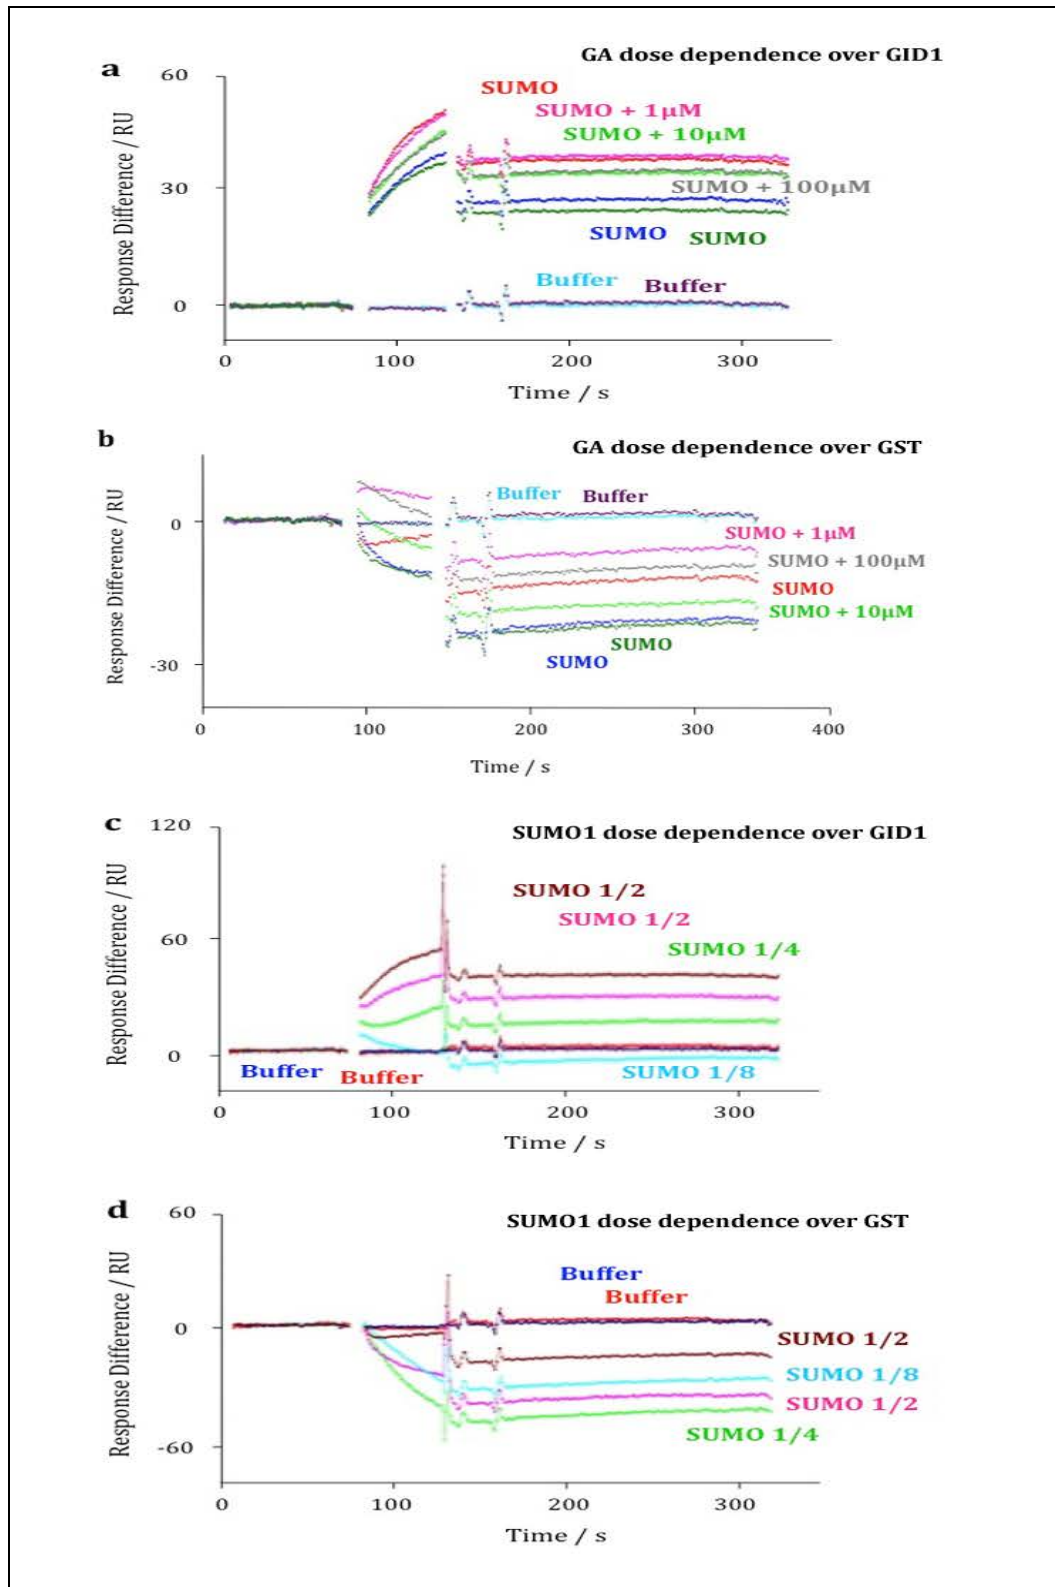 a
GA dose dependence over GID1
60
30
0
Response Difference / RU
SUMO
SUMO + 1µM
SUMO + 10µM
SUMO + 100µM
SUMO
SUMO
Buffer
Buffer
0
100
200
300
Time / s
b
GA dose dependence over GST
0
-30
Response Difference / RU
Buffer
Buffer
SUMO + 1µM
SUMO + 100µM
SUMO
SUMO + 10µM
SUMO
SUMO
0
100
200
300
400
Time / s
c
SUMO1 dose dependence over GID1
120
60
0
Response Difference / RU
SUMO 1/2
SUMO 1/2
SUMO 1/4
Buffer
Buffer
SUMO 1/8
0
100
200
300
Time / s
d
SUMO1 dose dependence over GST
60
0
-60
Response Difference / RU
Buffer
Buffer
SUMO 1/2
SUMO 1/8
SUMO 1/2
SUMO 1/4
0
100
200
300
Time / s